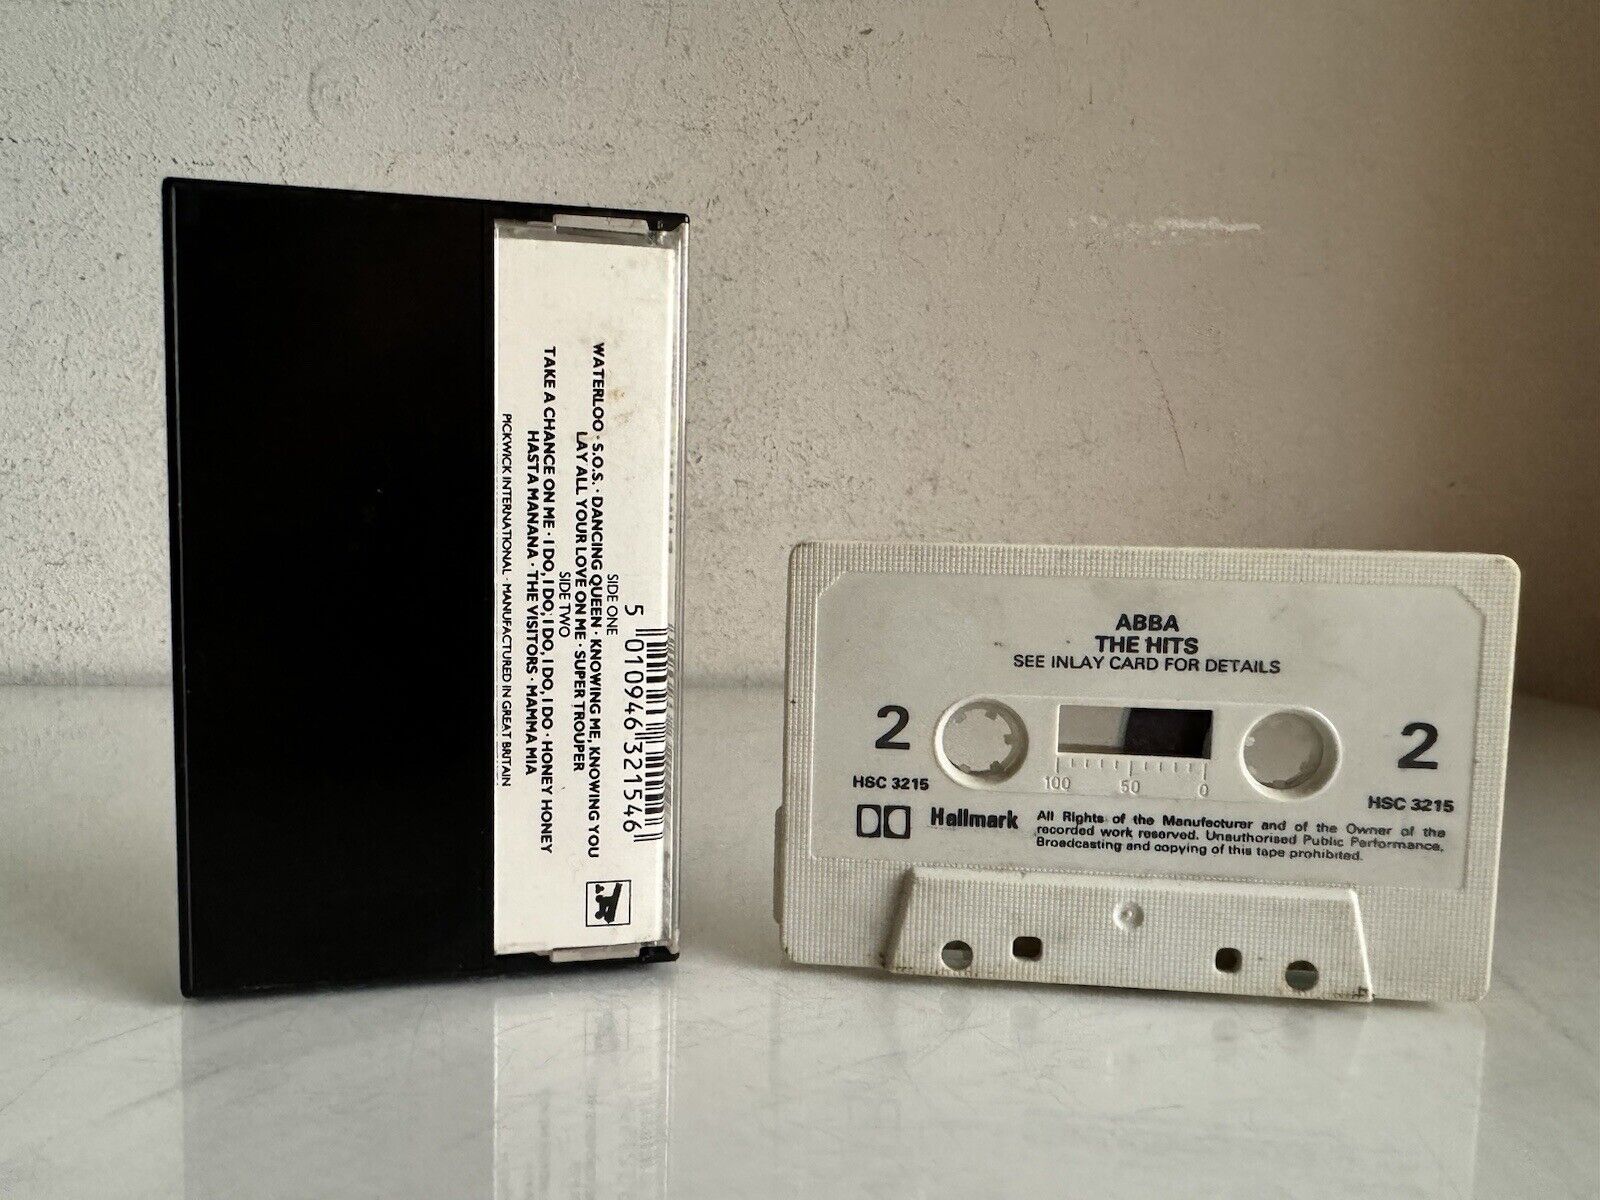 5 010946 321546
SIDE ONE
WATERLOO · S.O.S. · DANCING QUEEN · KNOWING ME, KNOWING YOU
LAY ALL YOUR LOVE ON ME · SUPER TROUPER
SIDE TWO
TAKE A CHANCE ON ME · I DO, I DO, I DO, I DO, I DO · HONEY HONEY
HASTA MANANA · THE VISITORS · MAMMA MIA
PICKWICK INTERNATIONAL · MANUFACTURED IN GREAT BRITAIN
ABBA
THE HITS
SEE INLAY CARD FOR DETAILS
2 2
100 50 0
HSC 3215 HSC 3215
Hallmark
All Rights of the Manufacturer and of the Owner of the
recorded work reserved. Unauthorised Public Performance,
Broadcasting and copying of this tape prohibited.